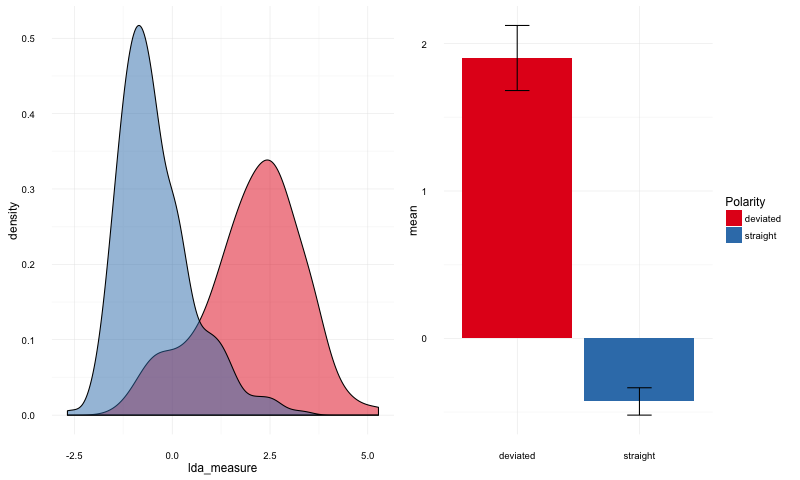 density
0.5
0.4
0.3
0.2
0.1
0.0
-2.5 0.0 2.5 5.0
lda_measure
mean
2
1
0
deviated straight
Polarity
deviated
straight